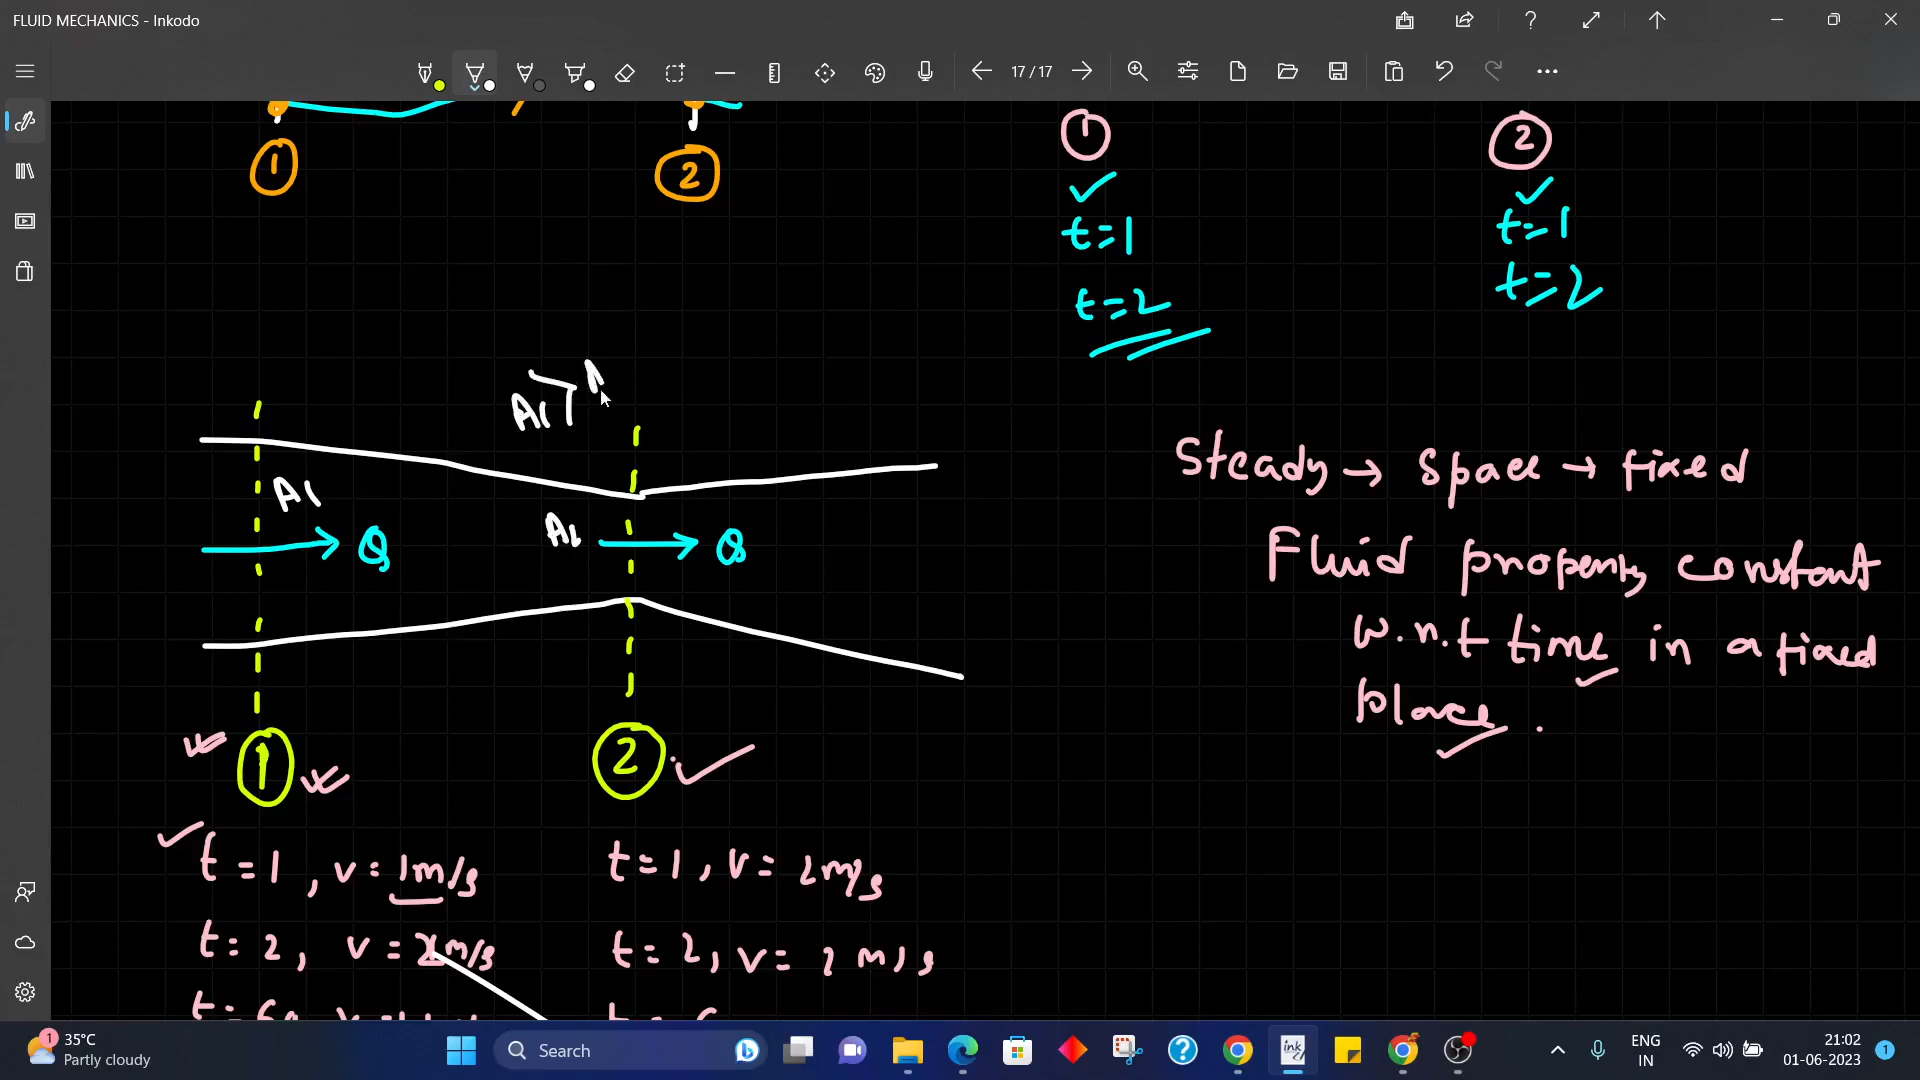 FLUID MECHANICS - Inkodo
17 / 17
1
2
1
2
t=1
t=2
t=1
t=2
A1
A1
Q
A2
Q
Steady → Space → fixed
Fluid property constant
w.r.t time in a fixed
place.
1
2
t = 1, v = 1m/s
t = 1, v = 2m/s
t = 2, v = m/s
t = 2, v = 2 m/s
1
35°C
Partly cloudy
Search
ENG
IN
21:02
01-06-2023
1